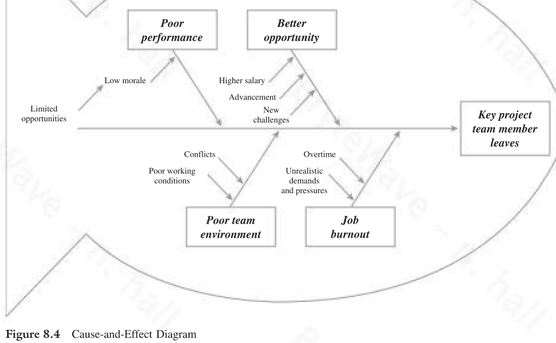 Poor
performance
Better
opportunity
Low morale
Limited
opportunities
Higher salary
Advancement
New
challenges
Key project
team member
leaves
Conflicts
Poor working
conditions
Overtime
Unrealistic
demands
and pressures
Poor team
environment
Job
burnout
Figure 8.4 Cause-and-Effect Diagram